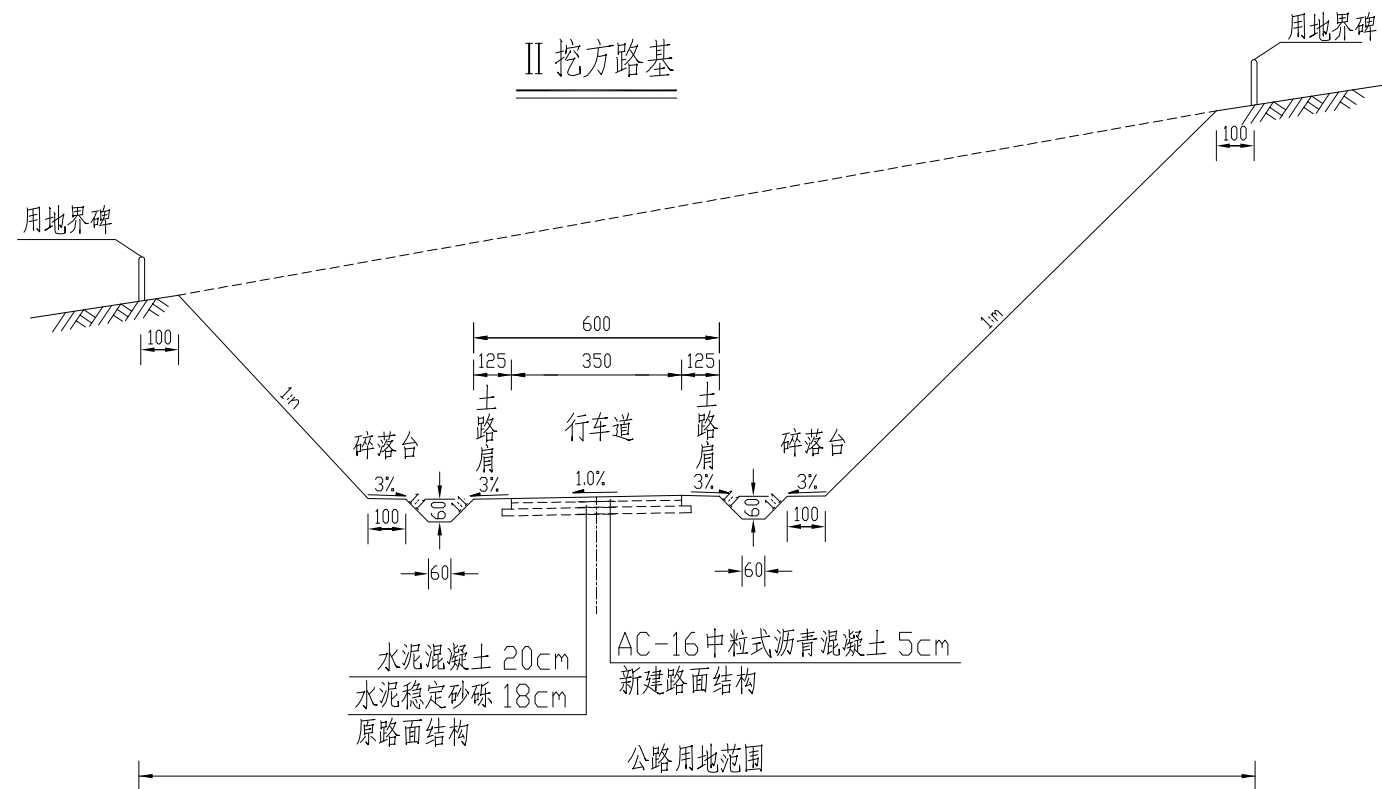 II 挖方路基
用地界碑
100
用地界碑
100
600
125 350 125
土路肩
行车道
土路肩
1:n
1:m
碎落台
碎落台
3% 1:1 60 1:1 3% 1.0% 3% 1:1 60 1:1 3%
100
100
60
60
水泥混凝土 20cm
水泥稳定砂砾 18cm
原路面结构
AC-16中粒式沥青混凝土 5cm
新建路面结构
公路用地范围